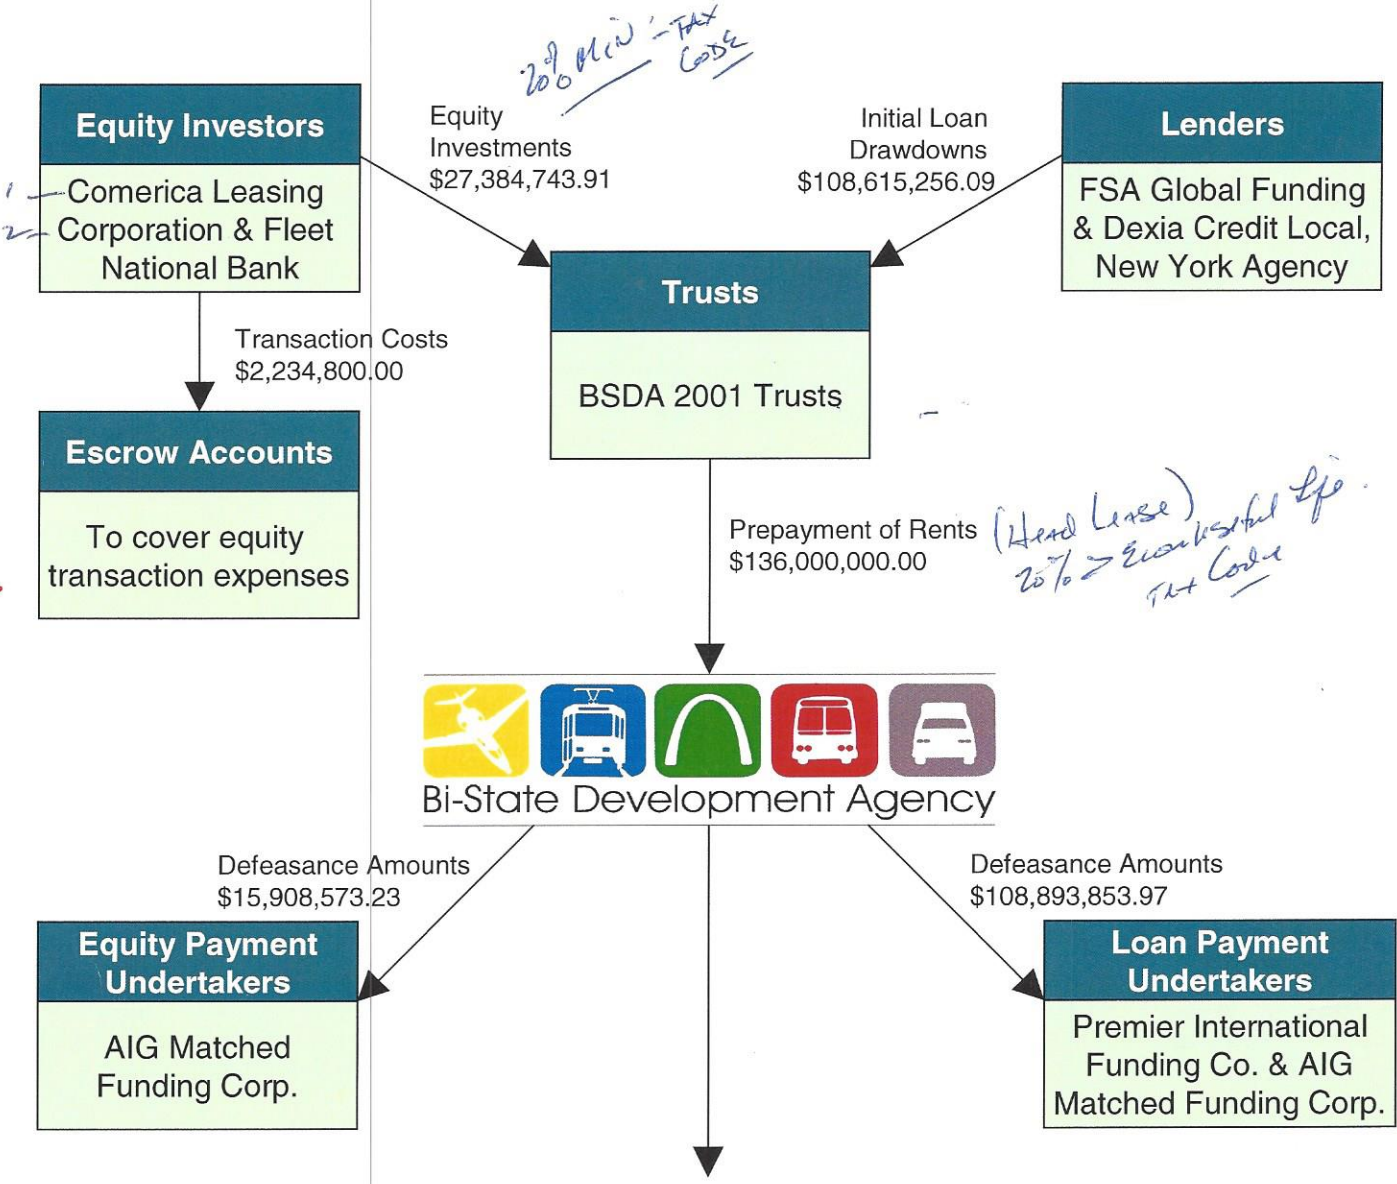 20% MIN - TAX
CODE
Equity Investors
1 - Comerica Leasing
2 - Corporation & Fleet
National Bank
Equity
Investments
$27,384,743.91
Initial Loan
Drawdowns
$108,615,256.09
Lenders
FSA Global Funding
& Dexia Credit Local,
New York Agency
Trusts
BSDA 2001 Trusts
Transaction Costs
$2,234,800.00
Escrow Accounts
To cover equity
transaction expenses
Prepayment of Rents
$136,000,000.00
(Head Lease)
20% > Useful Life.
TAX Code
Bi-State Development Agency
Defeasance Amounts
$15,908,573.23
Defeasance Amounts
$108,893,853.97
Equity Payment
Undertakers
AIG Matched
Funding Corp.
Loan Payment
Undertakers
Premier International
Funding Co. & AIG
Matched Funding Corp.